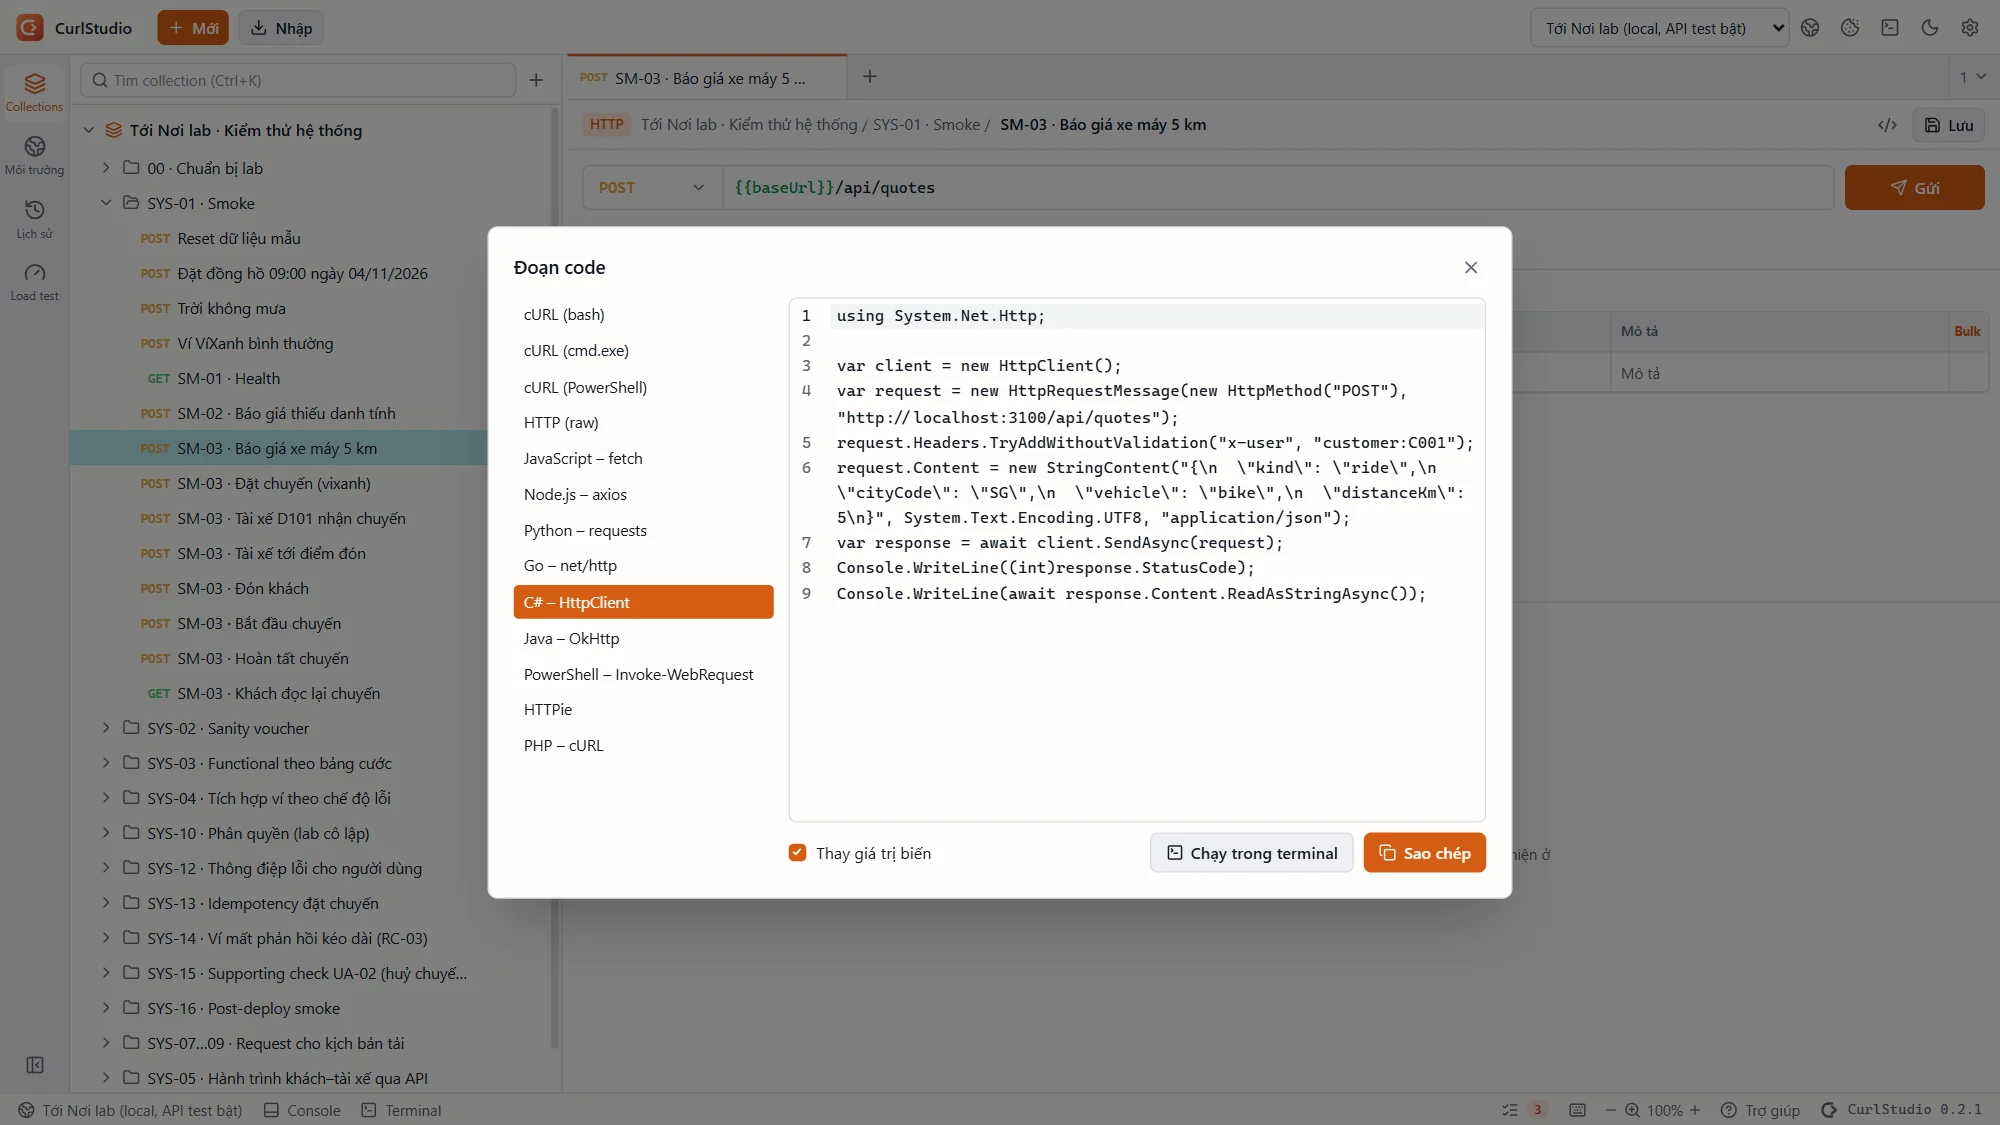 CurlStudio
Mới
Nhập
Tới Nơi lab (local, API test bật)
Collections
Môi trường
Lịch sử
Load test
Tìm collection (Ctrl+K)
Tới Nơi lab · Kiểm thử hệ thống
00 · Chuẩn bị lab
SYS-01 · Smoke
POST Reset dữ liệu mẫu
POST Đặt đồng hồ 09:00 ngày 04/11/2026
POST Trời không mưa
POST Ví VíXanh bình thường
GET SM-01 · Health
POST SM-02 · Báo giá thiếu danh tính
POST SM-03 · Báo giá xe máy 5 km
POST SM-03 · Đặt chuyến (vixanh)
POST SM-03 · Tài xế D101 nhận chuyến
POST SM-03 · Tài xế tới điểm đón
POST SM-03 · Đón khách
POST SM-03 · Bắt đầu chuyến
POST SM-03 · Hoàn tất chuyến
GET SM-03 · Khách đọc lại chuyến
SYS-02 · Sanity voucher
SYS-03 · Functional theo bảng cước
SYS-04 · Tích hợp ví theo chế độ lỗi
SYS-10 · Phân quyền (lab cô lập)
SYS-12 · Thông điệp lỗi cho người dùng
SYS-13 · Idempotency đặt chuyến
SYS-14 · Ví mất phản hồi kéo dài (RC-03)
SYS-15 · Supporting check UA-02 (huỷ chuyế...
SYS-16 · Post-deploy smoke
SYS-07...09 · Request cho kịch bản tải
SYS-05 · Hành trình khách–tài xế qua API
POST SM-03 · Báo giá xe máy 5 ...
1
HTTP Tới Nơi lab · Kiểm thử hệ thống / SYS-01 · Smoke / SM-03 · Báo giá xe máy 5 km
</>
Lưu
POST
{{baseUrl}}/api/quotes
Gửi
Mô tả
Bulk
Mô tả
hiện ở
Đoạn code
cURL (bash)
cURL (cmd.exe)
cURL (PowerShell)
HTTP (raw)
JavaScript – fetch
Node.js – axios
Python – requests
Go – net/http
C# – HttpClient
Java – OkHttp
PowerShell – Invoke-WebRequest
HTTPie
PHP – cURL
1 using System.Net.Http;
2
3 var client = new HttpClient();
4 var request = new HttpRequestMessage(new HttpMethod("POST"),
"http://localhost:3100/api/quotes");
5 request.Headers.TryAddWithoutValidation("x-user", "customer:C001");
6 request.Content = new StringContent("{\n  \"kind\": \"ride\",\n
\"cityCode\": \"SG\",\n  \"vehicle\": \"bike\",\n  \"distanceKm\":
5\n}", System.Text.Encoding.UTF8, "application/json");
7 var response = await client.SendAsync(request);
8 Console.WriteLine((int)response.StatusCode);
9 Console.WriteLine(await response.Content.ReadAsStringAsync());
Thay giá trị biến
Chạy trong terminal
Sao chép
Tới Nơi lab (local, API test bật)
Console
Terminal
3
100%
Trợ giúp
CurlStudio 0.2.1